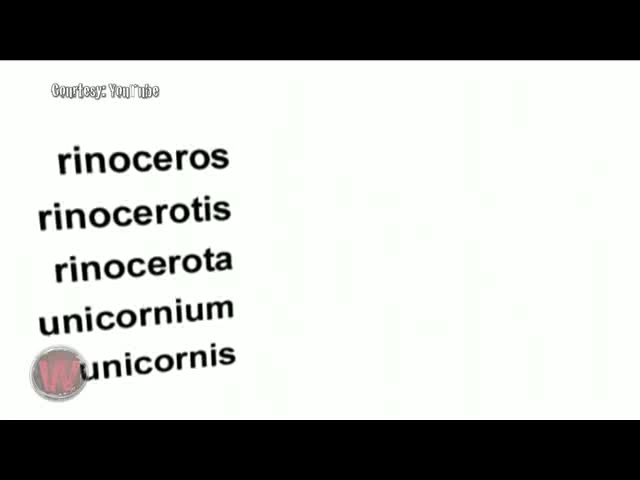 Courtesy: YouTube
rinoceros
rinocerotis
rinocerota
unicornium
unicornis
W